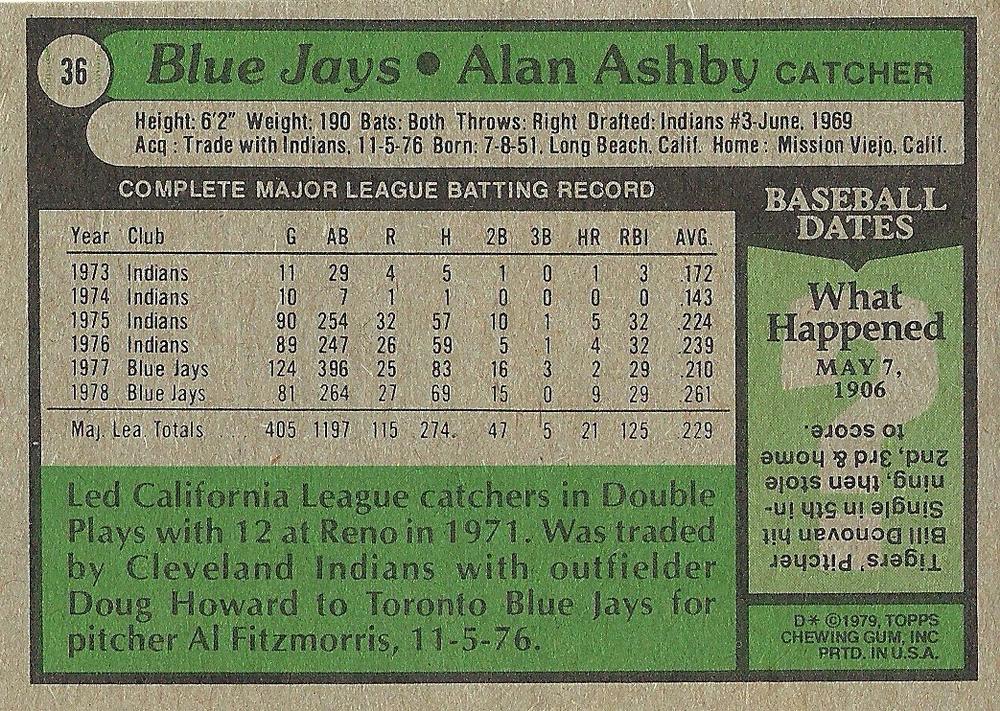 36
Blue Jays • Alan Ashby CATCHER
Height: 6'2" Weight: 190 Bats: Both Throws: Right Drafted: Indians #3-June, 1969
Acq: Trade with Indians, 11-5-76 Born: 7-8-51, Long Beach, Calif. Home: Mission Viejo, Calif.
COMPLETE MAJOR LEAGUE BATTING RECORD
Year Club G AB R H 2B 3B HR RBI AVG.
1973 Indians 11 29 4 5 1 0 1 3 .172
1974 Indians 10 7 1 1 0 0 0 0 .143
1975 Indians 90 254 32 57 10 1 5 32 .224
1976 Indians 89 247 26 59 5 1 4 32 .239
1977 Blue Jays 124 396 25 83 16 3 2 29 .210
1978 Blue Jays 81 264 27 69 15 0 9 29 .261
Maj. Lea. Totals 405 1197 115 274. 47 5 21 125 .229
Led California League catchers in Double
Plays with 12 at Reno in 1971. Was traded
by Cleveland Indians with outfielder
Doug Howard to Toronto Blue Jays for
pitcher Al Fitzmorris, 11-5-76.
BASEBALL
DATES
What
Happened
MAY 7,
1906
Tigers' Pitcher
Bill Donovan hit
Single in 5th in-
ning, then stole
2nd, 3rd & home
to score.
D* ©1979, TOPPS
CHEWING GUM, INC
PRTD. IN U.S.A.